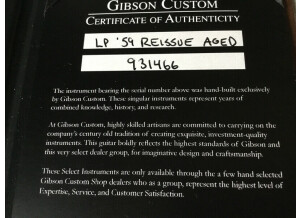 GIBSON CUSTOM
CERTIFICATE OF AUTHENTICITY
LP '59 REISSUE AGED
931466
The instrument bearing the serial number above was hand-built exclusively
by Gibson Custom. These singular instruments represent years of
combined knowledge, history, and research.
At Gibson Custom, highly skilled artisans are committed to carrying on the
company's century old tradition of creating exquisite, investment-quality
instruments. This guitar boldly reflects the highest standards of Gibson and
this very select dealer group, for imaginative design and craftsmanship.
These Select Instruments are only available through the a few hand selected
Gibson Custom Shop dealers who as a group, represent the highest level of
Expertise, Service, and Customer Satisfaction.